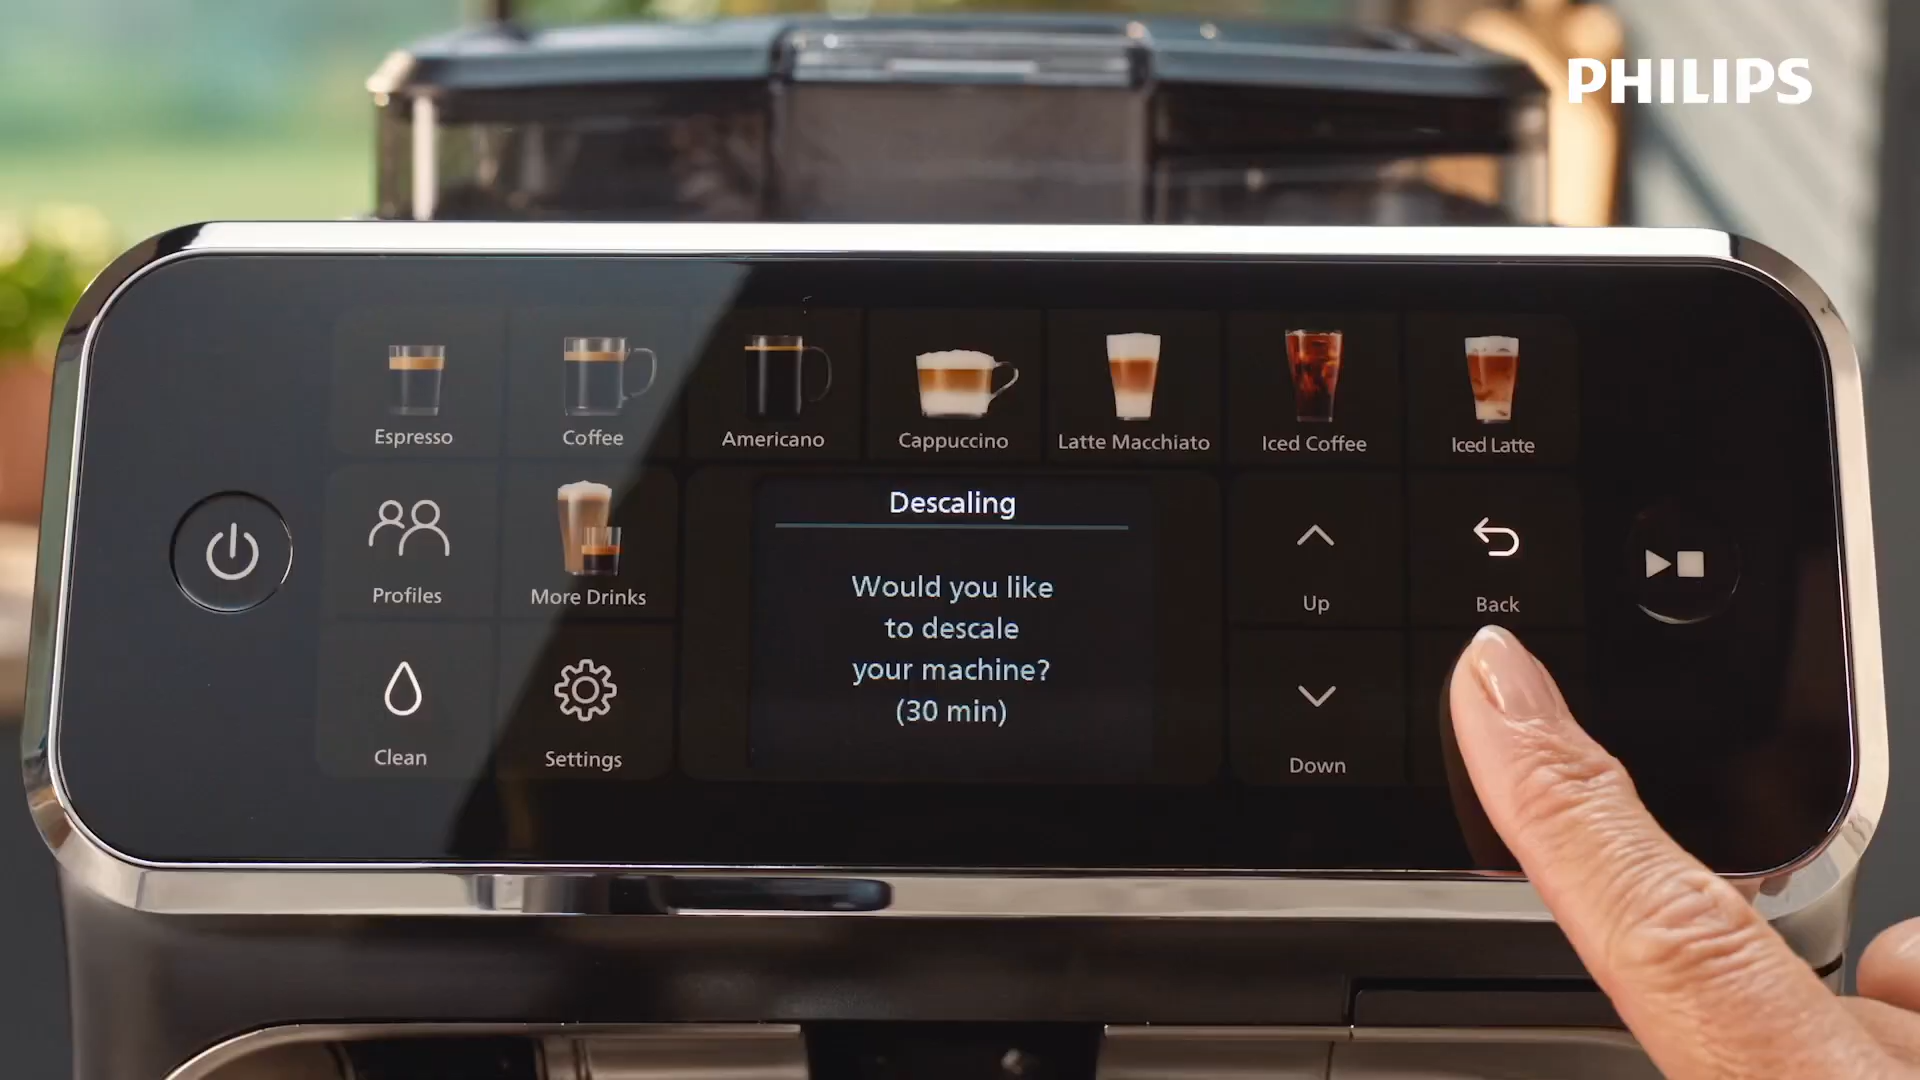 PHILIPS
Espresso
Coffee
Americano
Cappuccino
Latte Macchiato
Iced Coffee
Iced Latte
Profiles
More Drinks
Clean
Settings
Descaling
Would you like
to descale
your machine?
(30 min)
Up
Back
Down